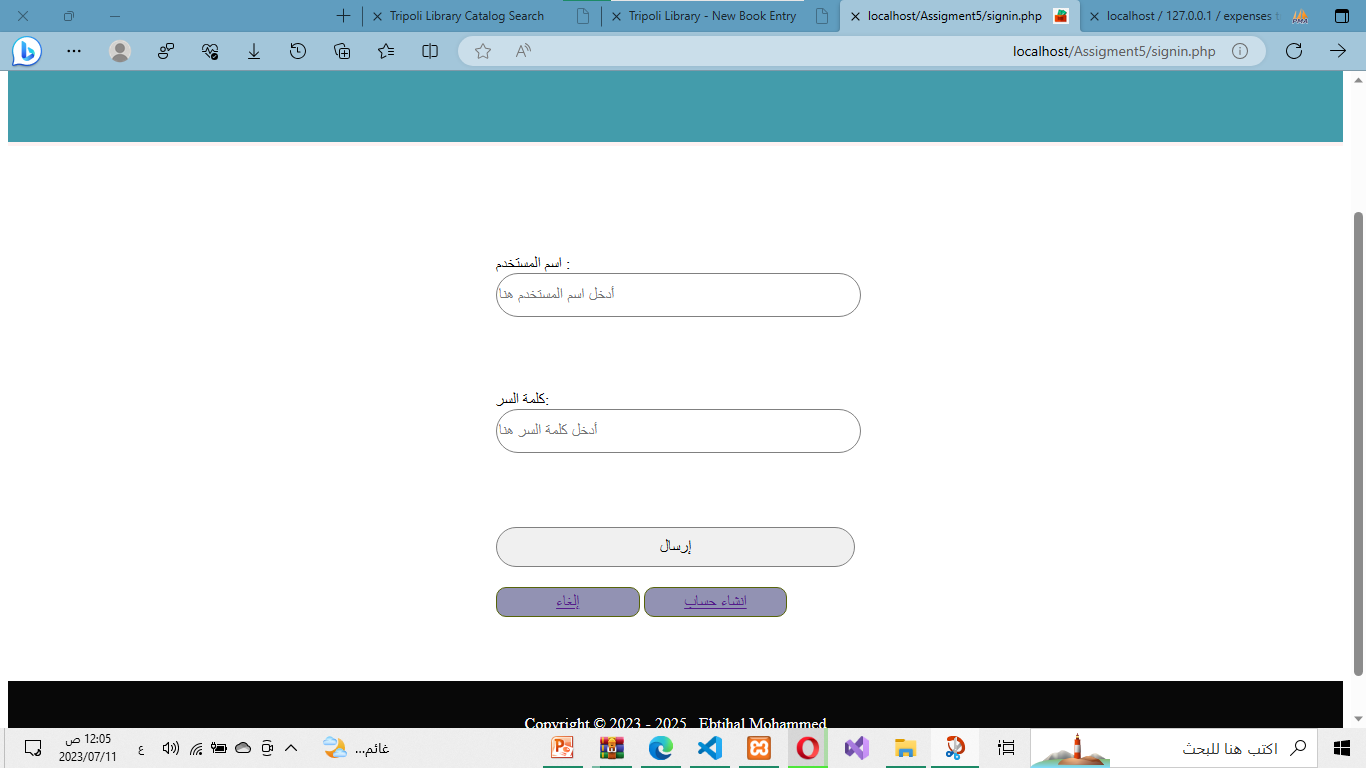 Tripoli Library Catalog Search
Tripoli Library - New Book Entry
localhost/Assigment5/signin.php
localhost / 127.0.0.1 / expenses t
localhost/Assigment5/signin.php
اسم المستخدم :
أدخل اسم المستخدم هنا
كلمة السر:
أدخل كلمة السر هنا
إرسال
إلغاء
انشاء حساب
Copyright © 2023 - 2025 Ebtihal Mohammed
12:05 ص
2023/07/11
ع
غائم...
اكتب هنا للبحث